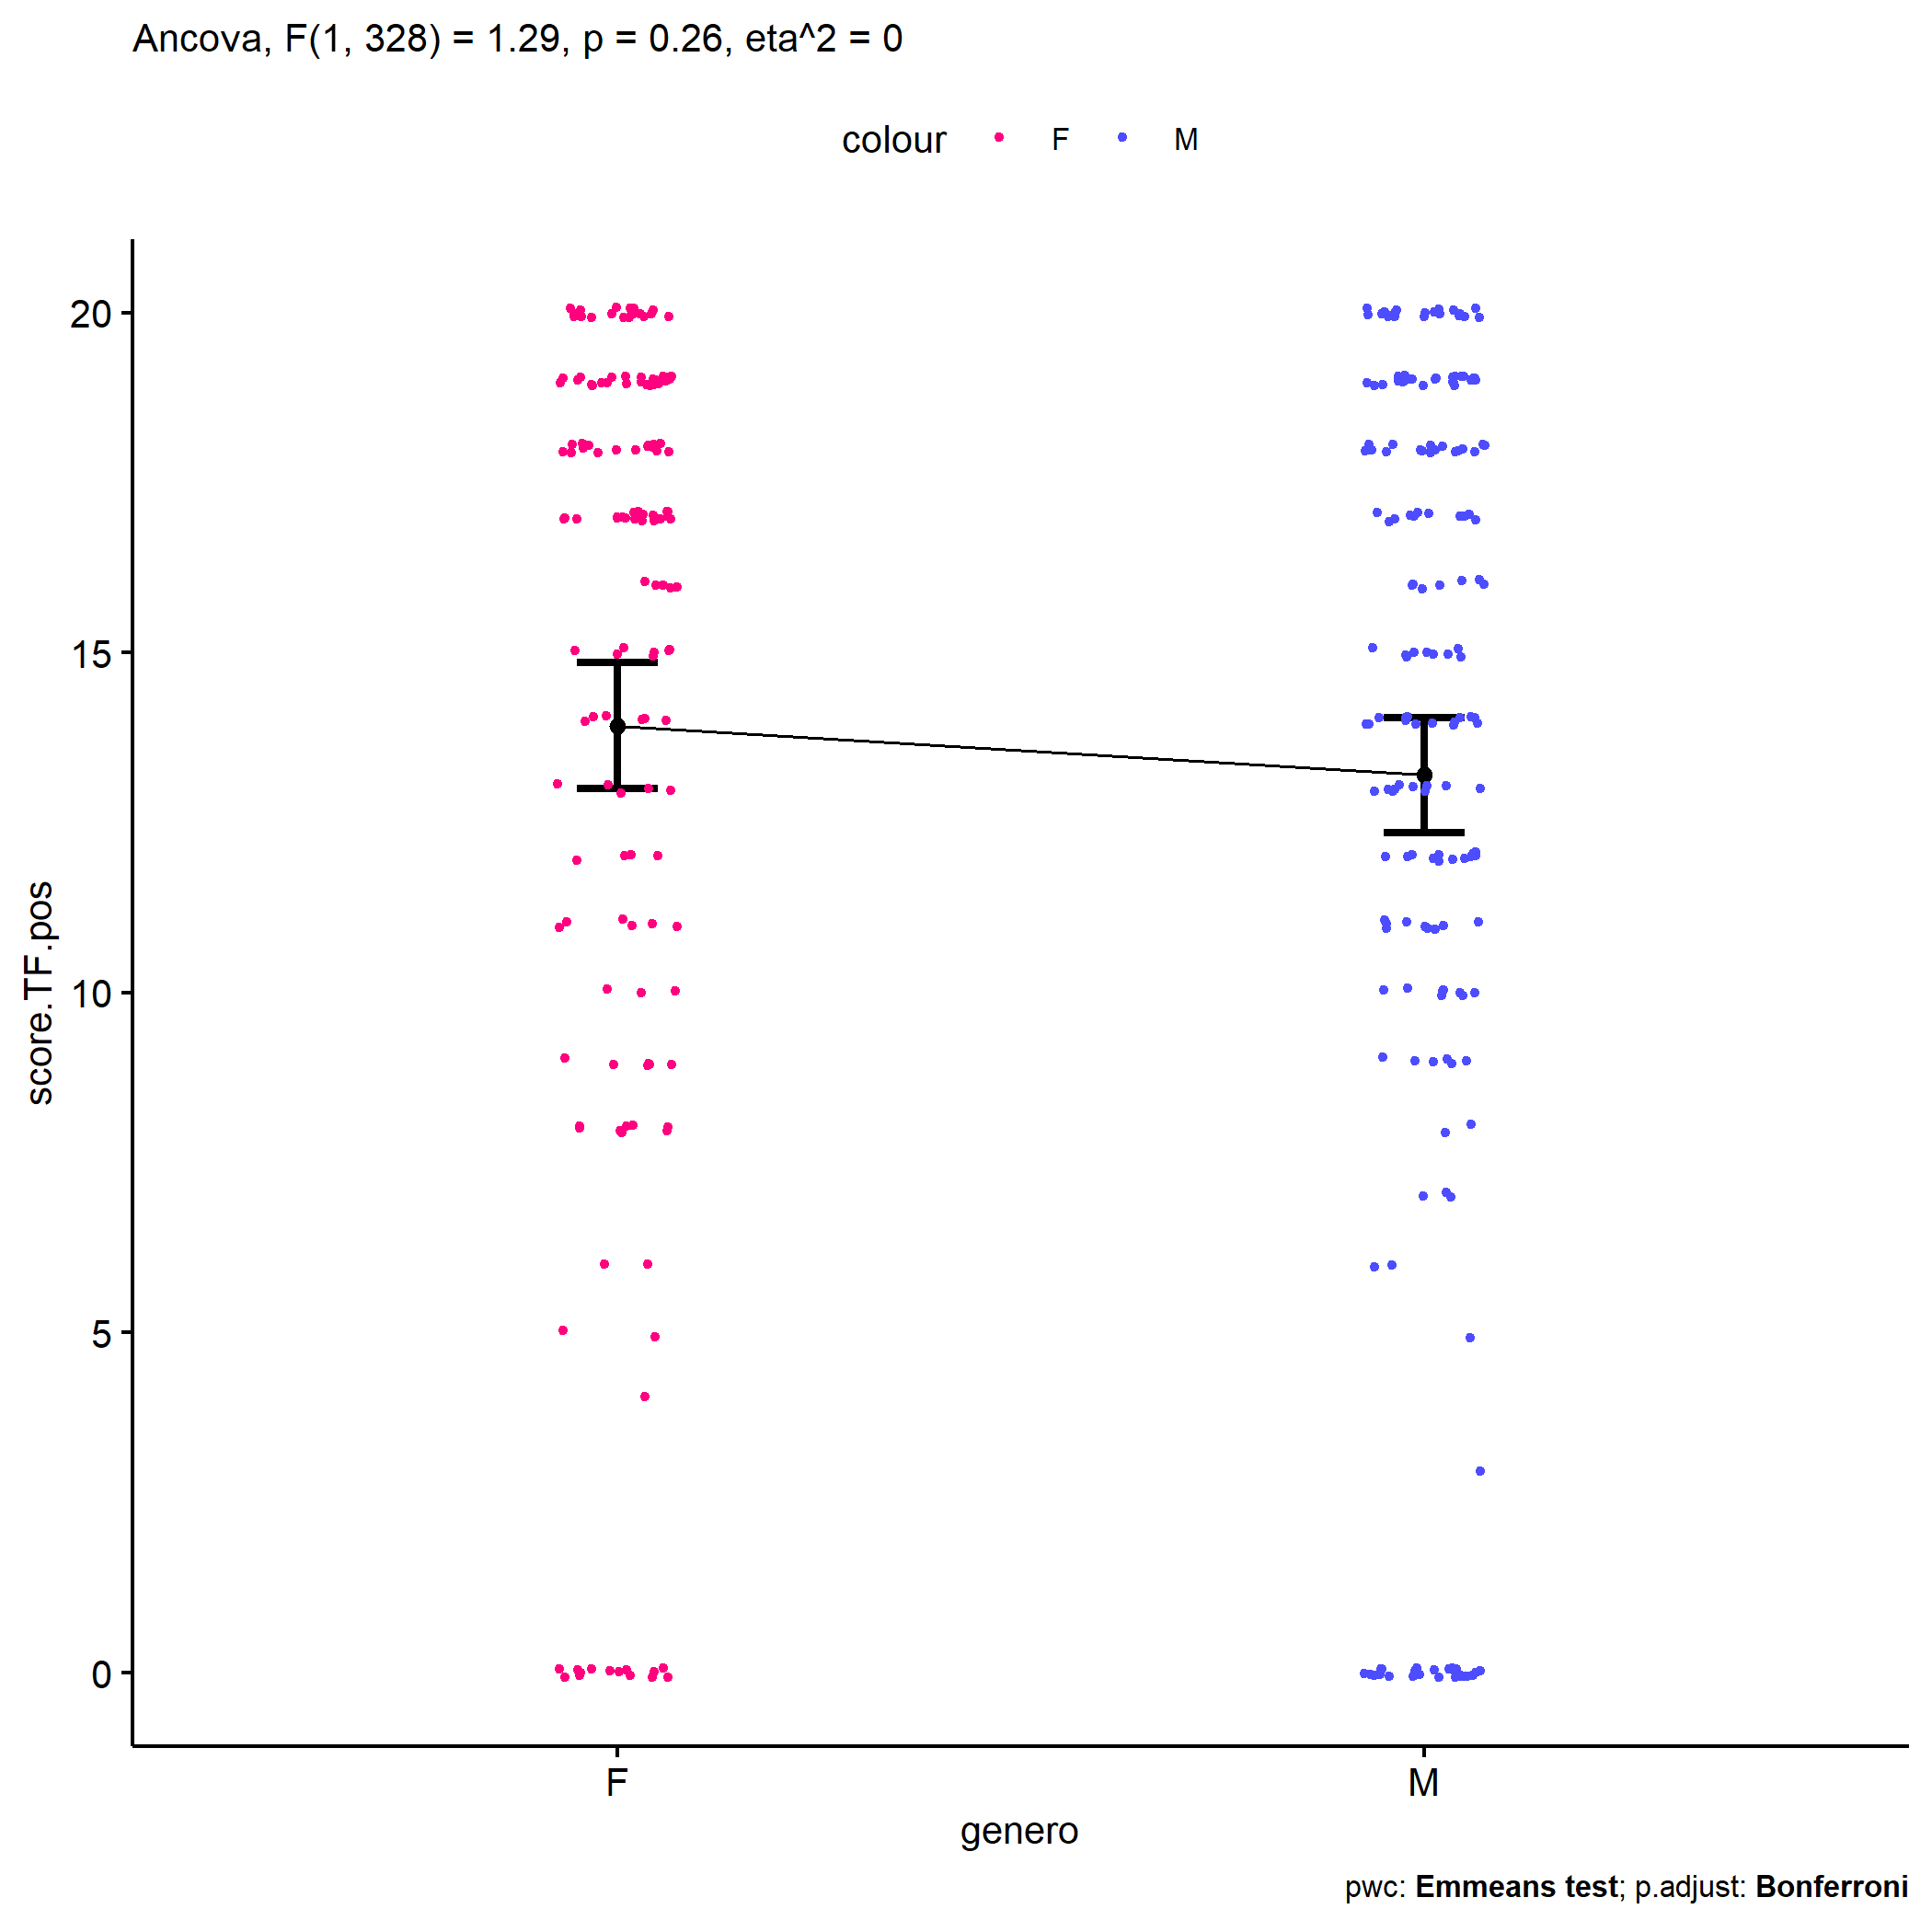 Ancova, F(1, 328) = 1.29, p = 0.26, eta^2 = 0
colour F M
20
15
10
5
0
score.TF.pos
F M
genero
pwc: Emmeans test; p.adjust: Bonferroni